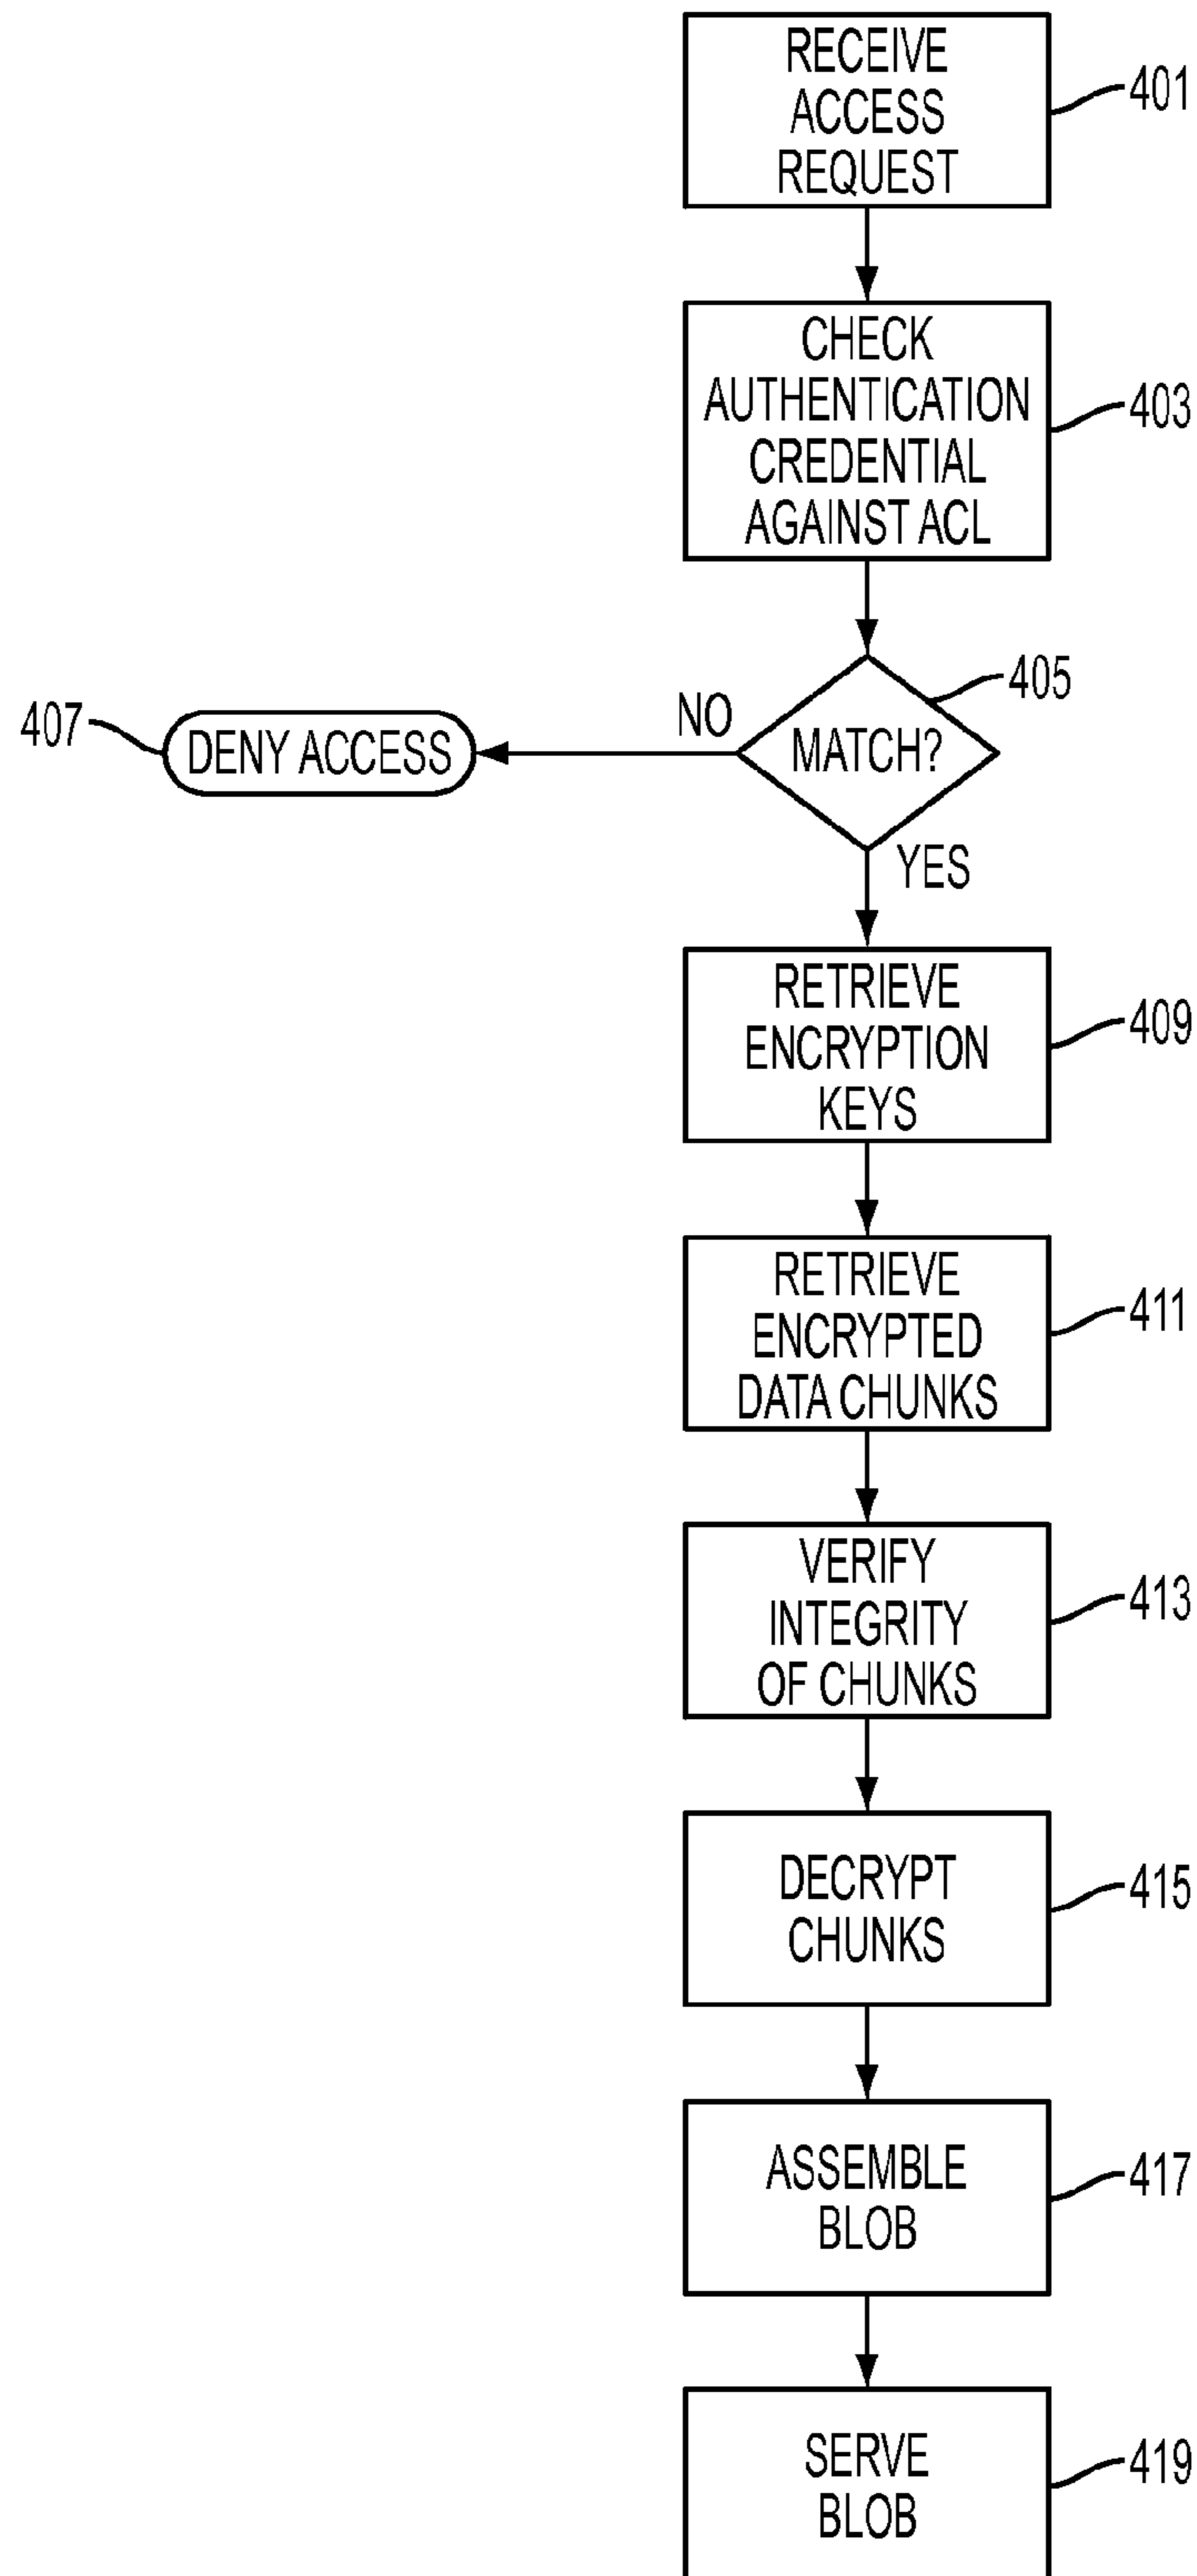 RECEIVE
ACCESS
REQUEST
401
CHECK
AUTHENTICATION
CREDENTIAL
AGAINST ACL
403
405
MATCH?
NO
407
DENY ACCESS
YES
RETRIEVE
ENCRYPTION
KEYS
409
RETRIEVE
ENCRYPTED
DATA CHUNKS
411
VERIFY
INTEGRITY
OF CHUNKS
413
DECRYPT
CHUNKS
415
ASSEMBLE
BLOB
417
SERVE
BLOB
419